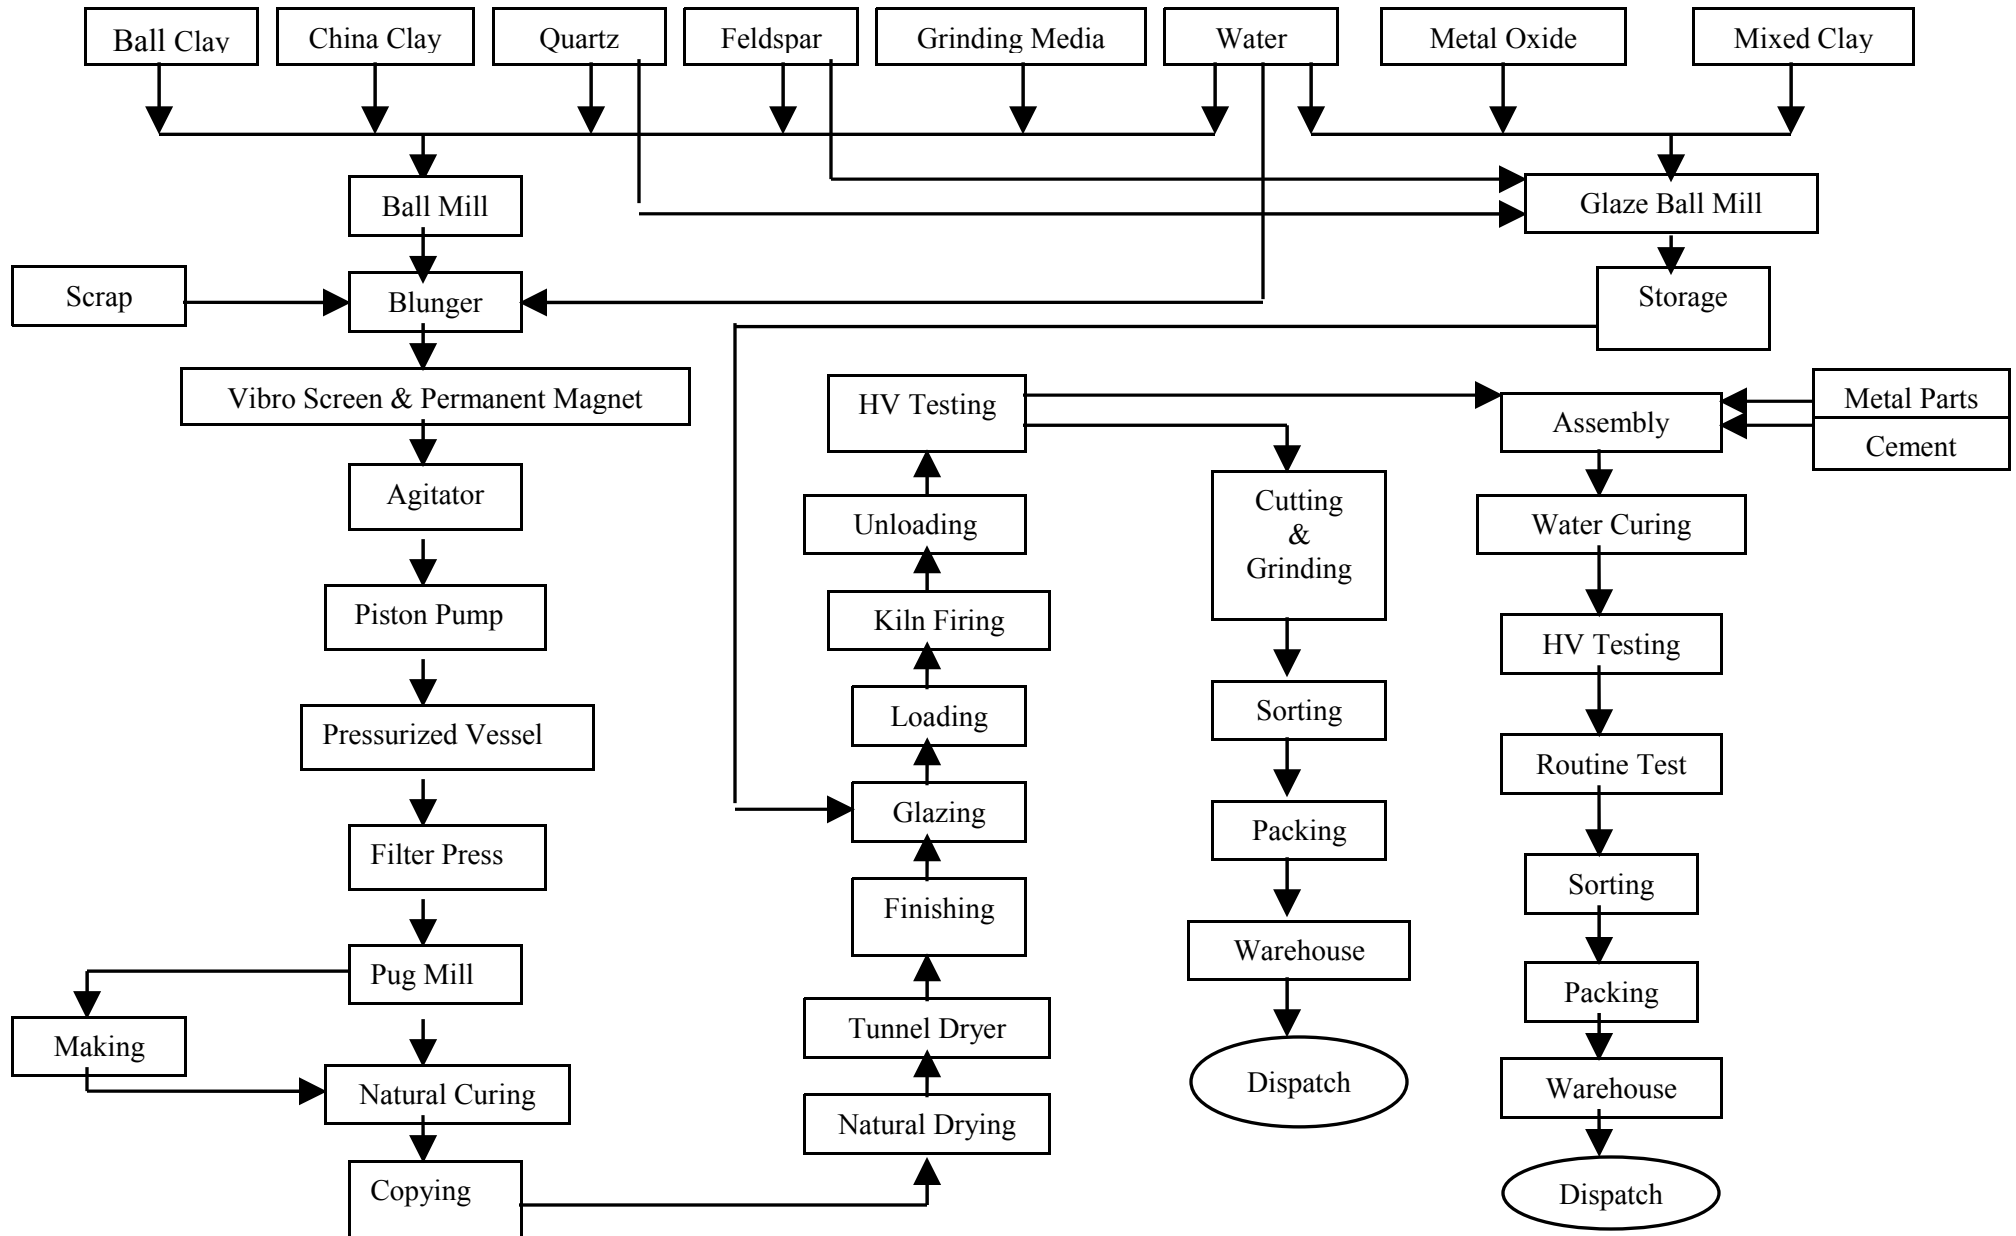 Ball Clay
China Clay
Quartz
Feldspar
Grinding Media
Water
Metal Oxide
Mixed Clay
Ball Mill
Glaze Ball Mill
Scrap
Blunger
Storage
Vibro Screen & Permanent Magnet
HV Testing
Assembly
Metal Parts
Cement
Agitator
Unloading
Cutting
&
Grinding
Water Curing
Piston Pump
Kiln Firing
HV Testing
Pressurized Vessel
Loading
Sorting
Routine Test
Filter Press
Glazing
Packing
Sorting
Pug Mill
Finishing
Warehouse
Packing
Making
Natural Curing
Tunnel Dryer
Dispatch
Warehouse
Copying
Natural Drying
Dispatch